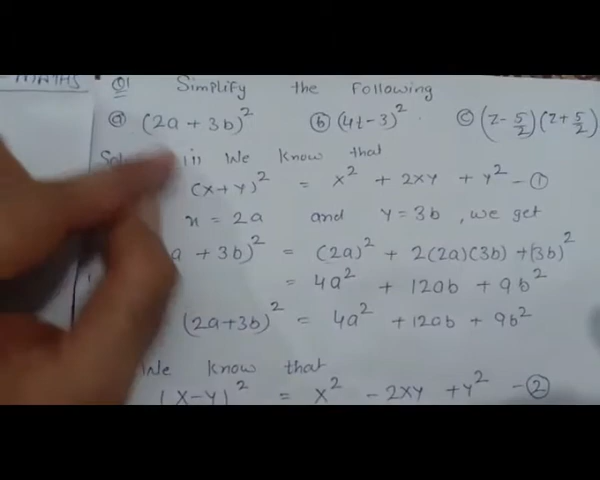 MATHS
Q1 Simplify the Following
(a) (2a + 3b)² (b) (4t - 3)² (c) (z - 5/2)(z + 5/2)
We know that
(x+y)² = x² + 2xy + y² - ①
x = 2a and y = 3b, we get
a + 3b)² = (2a)² + 2(2a)(3b) + (3b)²
= 4a² + 12ab + 9b²
(2a+3b)² = 4a² + 12ab + 9b²
We know that
(x-y)² = x² - 2xy + y² - ②